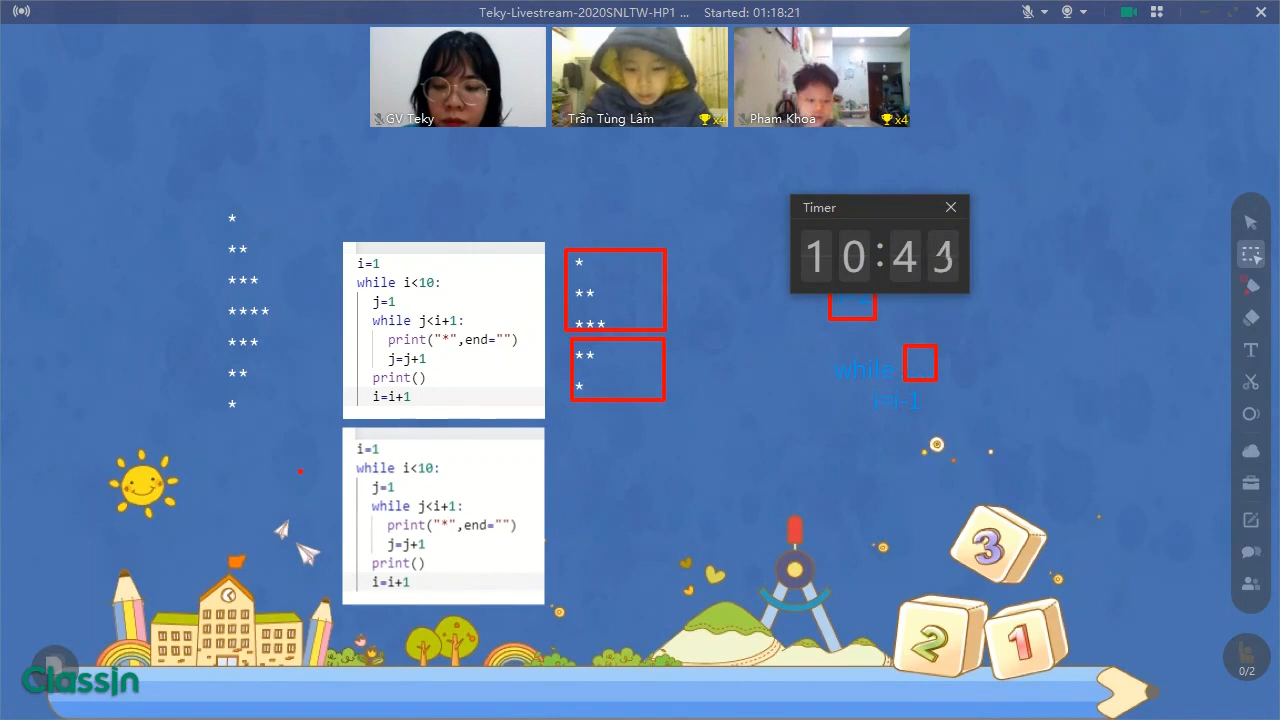 Teky-Livestream-2020SNLTW-HP1 ... Started: 01:18:21
GV Teky
Trần Tùng Lâm
x4
Pham Khoa
x4
Timer
10:43
*
**
***
****
***
**
*
i=1
while i<10:
j=1
while j<i+1:
print("*",end="")
j=j+1
print()
i=i+1
i=1
while i<10:
j=1
while j<i+1:
print("*",end="")
j=j+1
print()
i=i+1
*
**
***
**
*
while
i=i-1
3
2
1
0/2
ClassIn